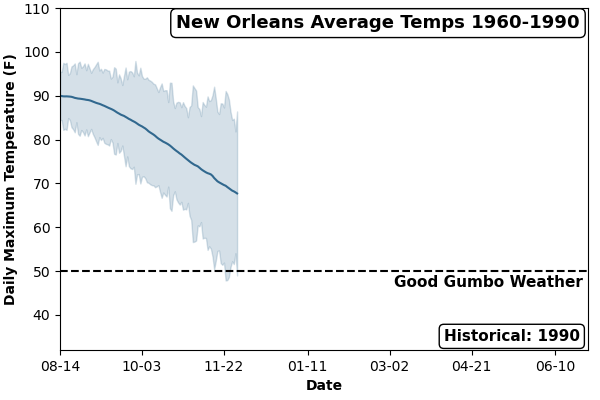 New Orleans Average Temps 1960-1990
Daily Maximum Temperature (F)
110
100
90
80
70
60
50
40
Good Gumbo Weather
Historical: 1990
08-14 10-03 11-22 01-11 03-02 04-21 06-10
Date